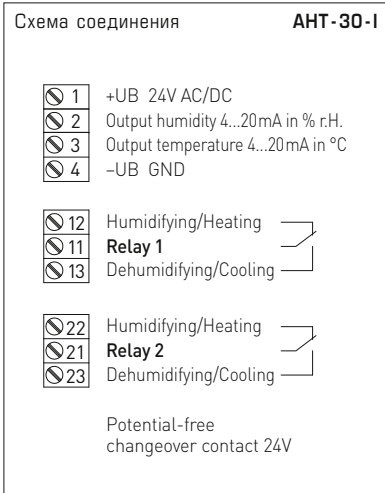 Схема соединения AHT-30-I
1 +UB 24V AC/DC
2 Output humidity 4...20mA in % r.H.
3 Output temperature 4...20mA in °C
4 –UB GND
12 Humidifying/Heating
11 Relay 1
13 Dehumidifying/Cooling
22 Humidifying/Heating
21 Relay 2
23 Dehumidifying/Cooling
Potential-free
changeover contact 24V